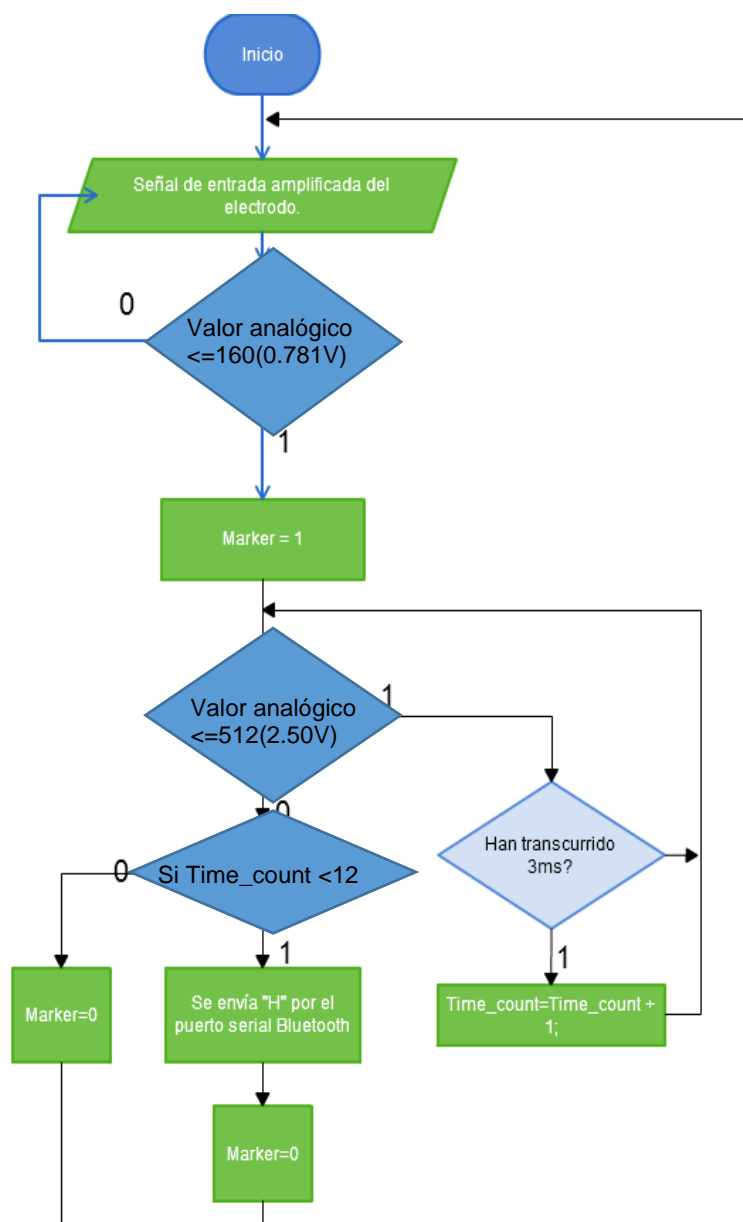 Inicio
Señal de entrada amplificada del
electrodo.
0
Valor analógico
<=160(0.781V)
1
Marker = 1
Valor analógico
<=512(2.50V)
1
0
Han transcurrido
3ms?
0
Si Time_count <12
1
1
Marker=0
Se envía "H" por el
puerto serial Bluetooth
Time_count=Time_count +
1;
Marker=0